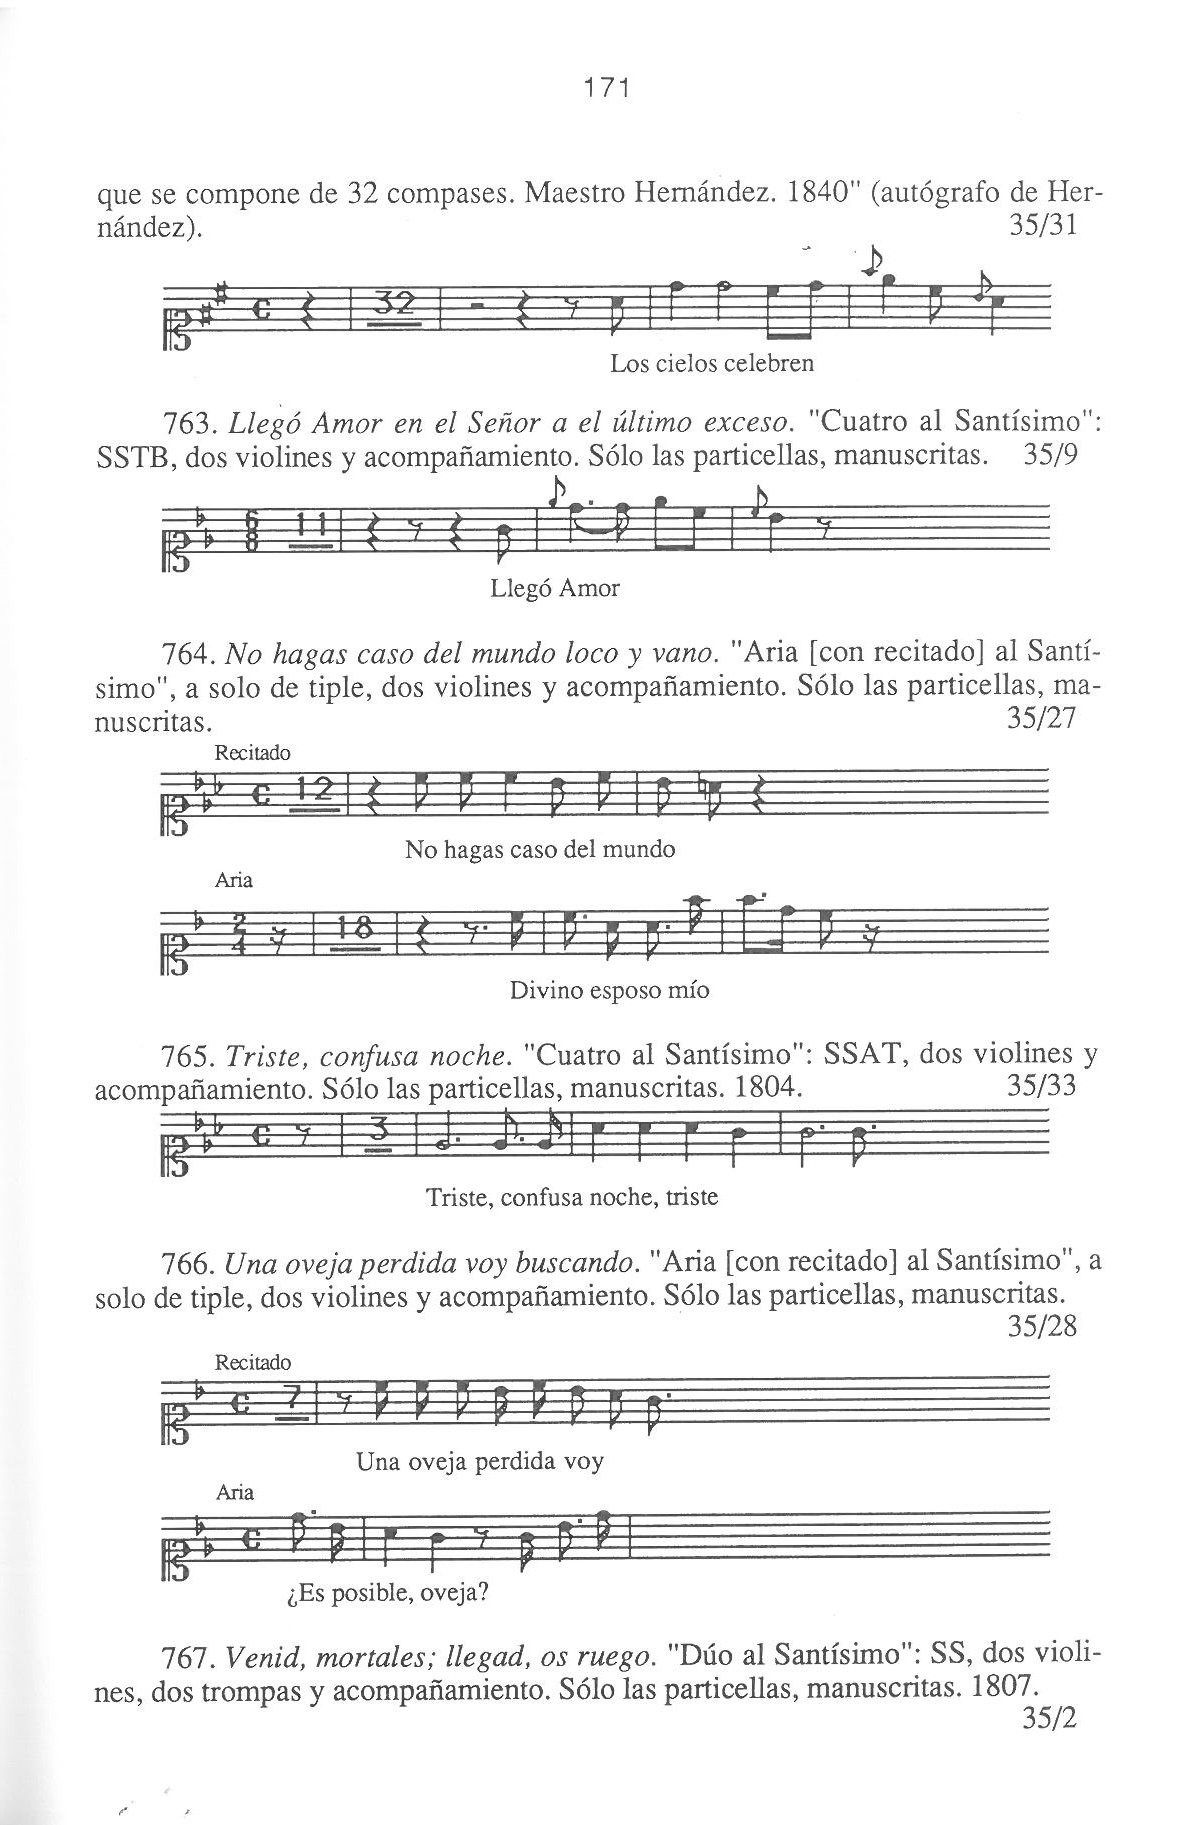 171
que se compone de 32 compases. Maestro Hernández. 1840" (autógrafo de Her-
nández). 35/31
32
Los cielos celebren
763. Llegó Amor en el Señor a el último exceso. "Cuatro al Santísimo":
SSTB, dos violines y acompañamiento. Sólo las particellas, manuscritas. 35/9
6/8 11
Llegó Amor
764. No hagas caso del mundo loco y vano. "Aria [con recitado] al Santí-
simo", a solo de tiple, dos violines y acompañamiento. Sólo las particellas, ma-
nuscritas. 35/27
Recitado
12
No hagas caso del mundo
Aria
2/4 18
Divino esposo mío
765. Triste, confusa noche. "Cuatro al Santísimo": SSAT, dos violines y
acompañamiento. Sólo las particellas, manuscritas. 1804. 35/33
3
Triste, confusa noche, triste
766. Una oveja perdida voy buscando. "Aria [con recitado] al Santísimo", a
solo de tiple, dos violines y acompañamiento. Sólo las particellas, manuscritas.
35/28
Recitado
7
Una oveja perdida voy
Aria
¿Es posible, oveja?
767. Venid, mortales; llegad, os ruego. "Dúo al Santísimo": SS, dos violi-
nes, dos trompas y acompañamiento. Sólo las particellas, manuscritas. 1807.
35/2